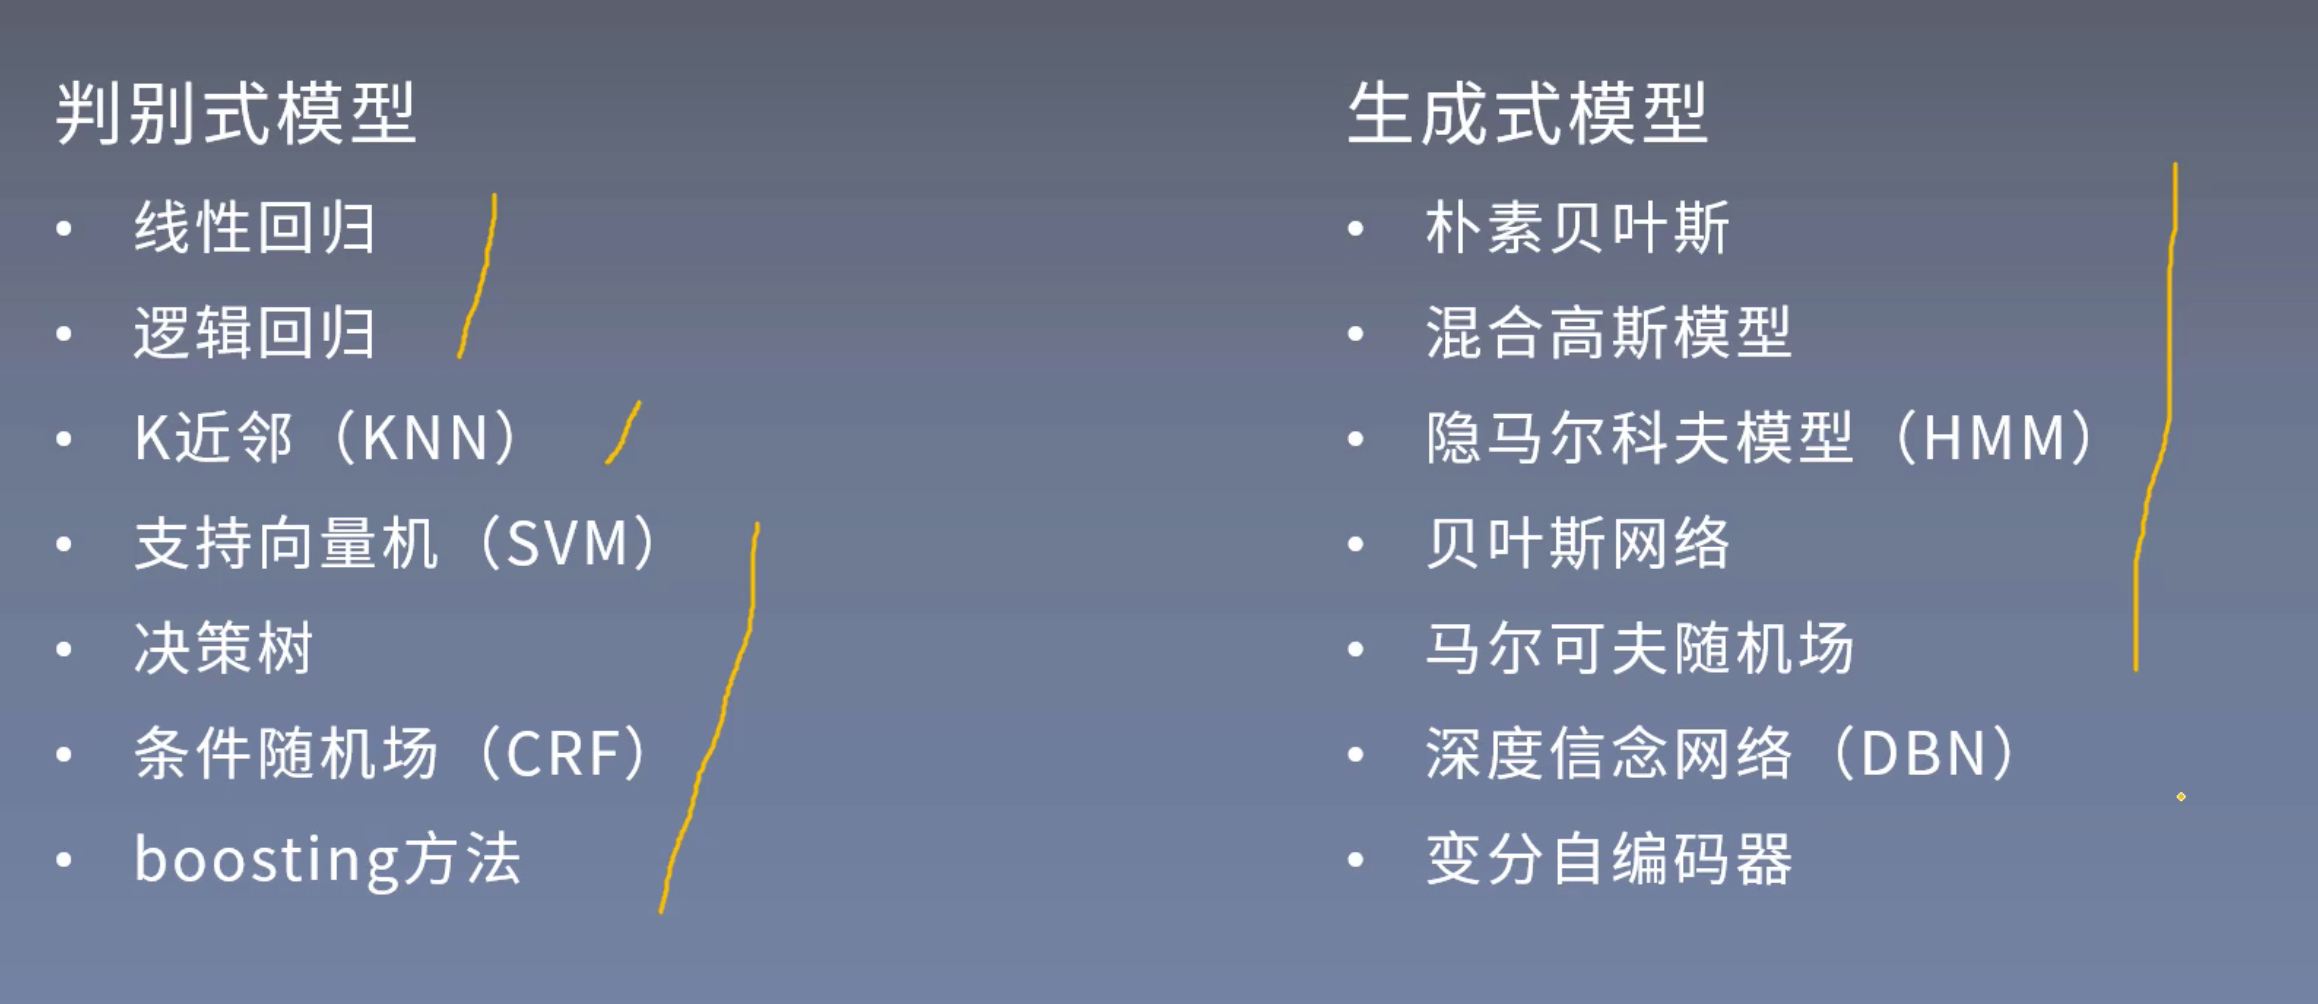 判别式模型
• 线性回归
• 逻辑回归
• K近邻（KNN）
• 支持向量机（SVM）
• 决策树
• 条件随机场（CRF）
• boosting方法
生成式模型
• 朴素贝叶斯
• 混合高斯模型
• 隐马尔科夫模型（HMM）
• 贝叶斯网络
• 马尔可夫随机场
• 深度信念网络（DBN）
• 变分自编码器